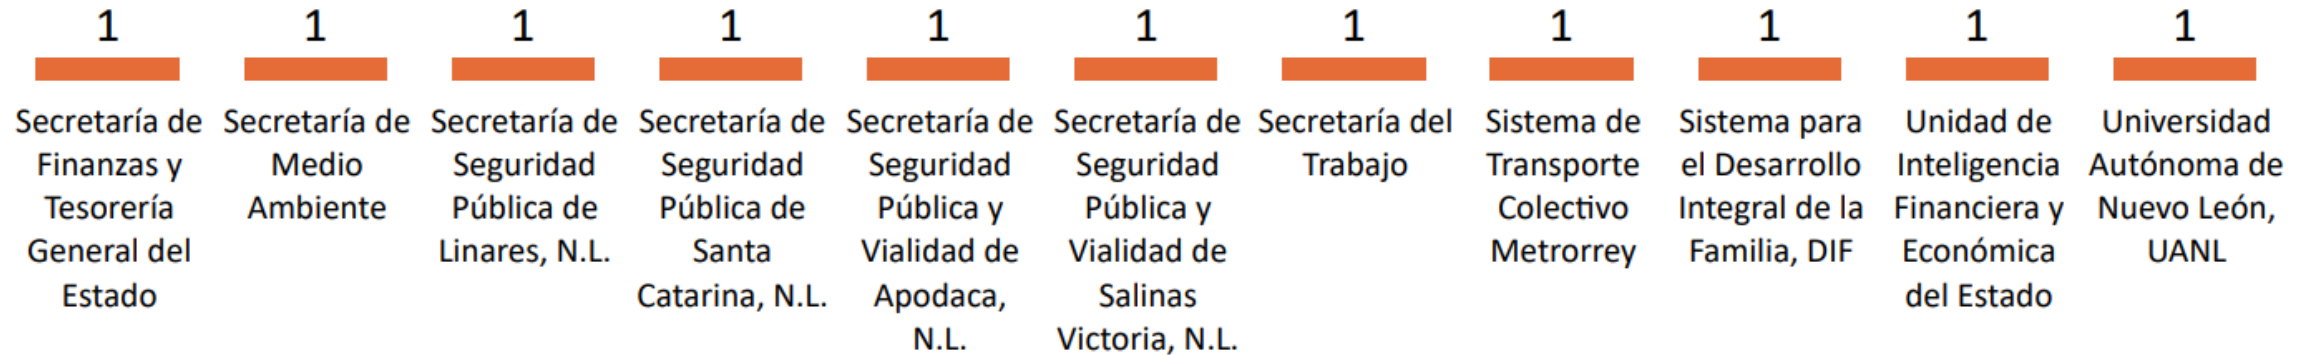 1 1 1 1 1 1 1 1 1 1 1
Secretaría de
Finanzas y
Tesorería
General del
Estado
Secretaría de
Medio
Ambiente
Secretaría de
Seguridad
Pública de
Linares, N.L.
Secretaría de
Seguridad
Pública de
Santa
Catarina, N.L.
Secretaría de
Seguridad
Pública y
Vialidad de
Apodaca,
N.L.
Secretaría de
Seguridad
Pública y
Vialidad de
Salinas
Victoria, N.L.
Secretaría del
Trabajo
Sistema de
Transporte
Colectivo
Metrorrey
Sistema para
el Desarrollo
Integral de la
Familia, DIF
Unidad de
Inteligencia
Financiera y
Económica
del Estado
Universidad
Autónoma de
Nuevo León,
UANL